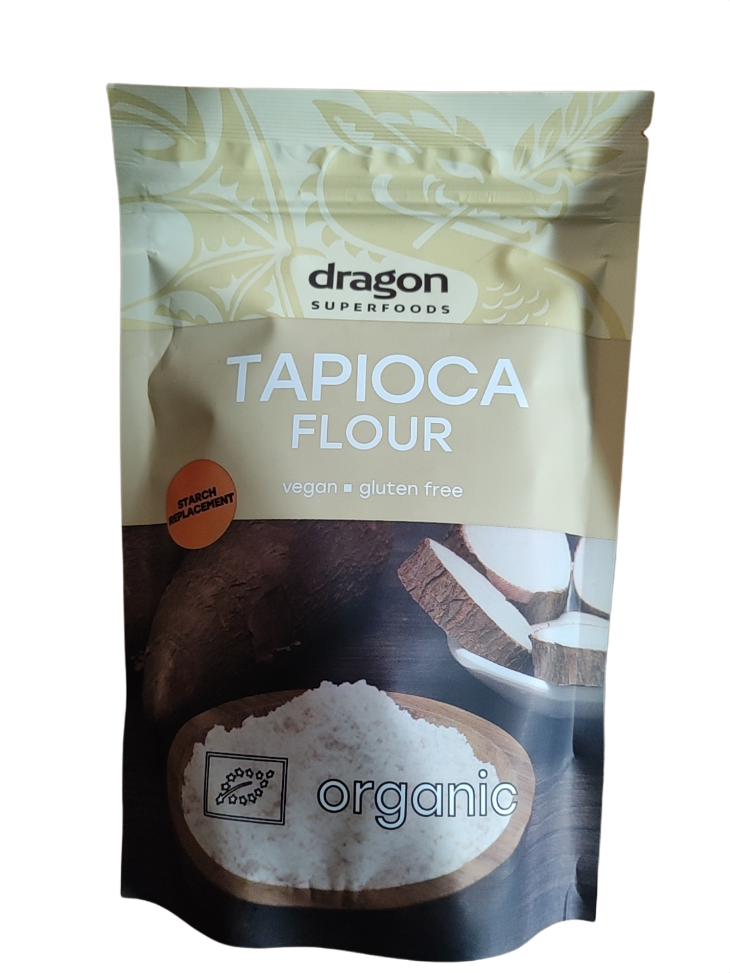 dragon
SUPERFOODS
TAPIOCA
FLOUR
vegan ▪ gluten free
STARCH
REPLACEMENT
organic